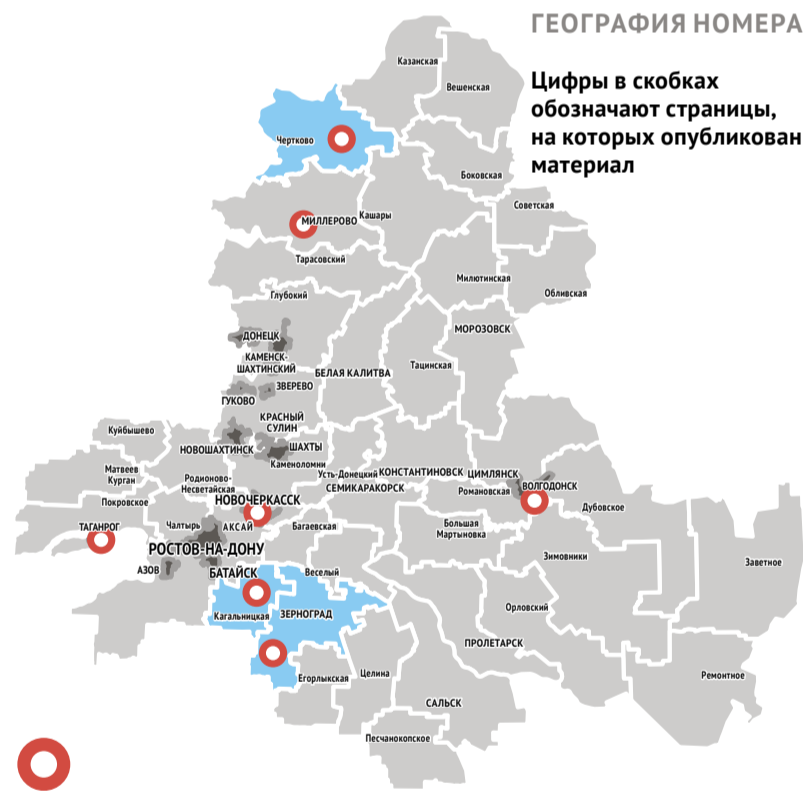 ГЕОГРАФИЯ НОМЕРА
Цифры в скобках
обозначают страницы,
на которых опубликован
материал
Казанская
Вешенская
Чертково
Боковская
Советская
МИЛЛЕРОВО
Кашары
Тарасовский
Милютинская
Обливская
Глубокий
МОРОЗОВСК
ДОНЕЦК
КАМЕНСК-
ШАХТИНСКИЙ
БЕЛАЯ КАЛИТВА
Тацинская
ЗВЕРЕВО
ГУКОВО
КРАСНЫЙ
СУЛИН
Куйбышево
НОВОШАХТИНСК
ШАХТЫ
Каменоломни
Матвеев
Курган
Родионово-
Несветайская
Усть-Донецкий
КОНСТАНТИНОВСК
ЦИМЛЯНСК
ВОЛГОДОНСК
СЕМИКАРАКОРСК
Романовская
Покровское
НОВОЧЕРКАССК
Дубовское
ТАГАНРОГ
Чалтырь
АКСАЙ
Багаевская
Большая
Мартыновка
РОСТОВ-НА-ДОНУ
Зимовники
Заветное
АЗОВ
БАТАЙСК
Веселый
Кагальницкая
ЗЕРНОГРАД
Орловский
ПРОЛЕТАРСК
Егорлыкская
Целина
Ремонтное
САЛЬСК
Песчанокопское